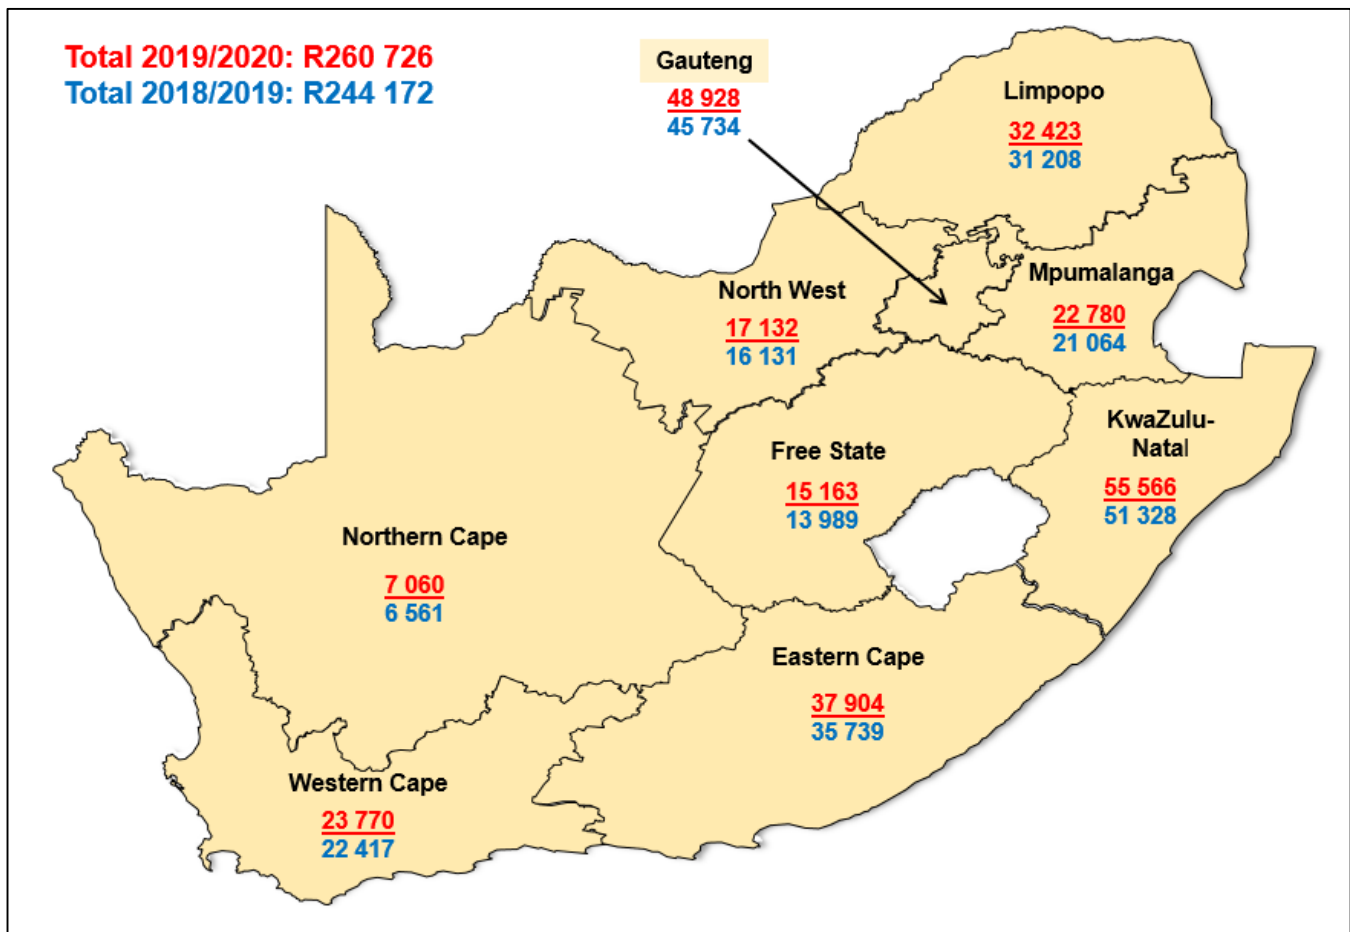 Total 2019/2020: R260 726
Total 2018/2019: R244 172
Gauteng
48 928
45 734
Limpopo
32 423
31 208
North West
17 132
16 131
Mpumalanga
22 780
21 064
KwaZulu-
Natal
55 566
51 328
Free State
15 163
13 989
Northern Cape
7 060
6 561
Eastern Cape
37 904
35 739
Western Cape
23 770
22 417